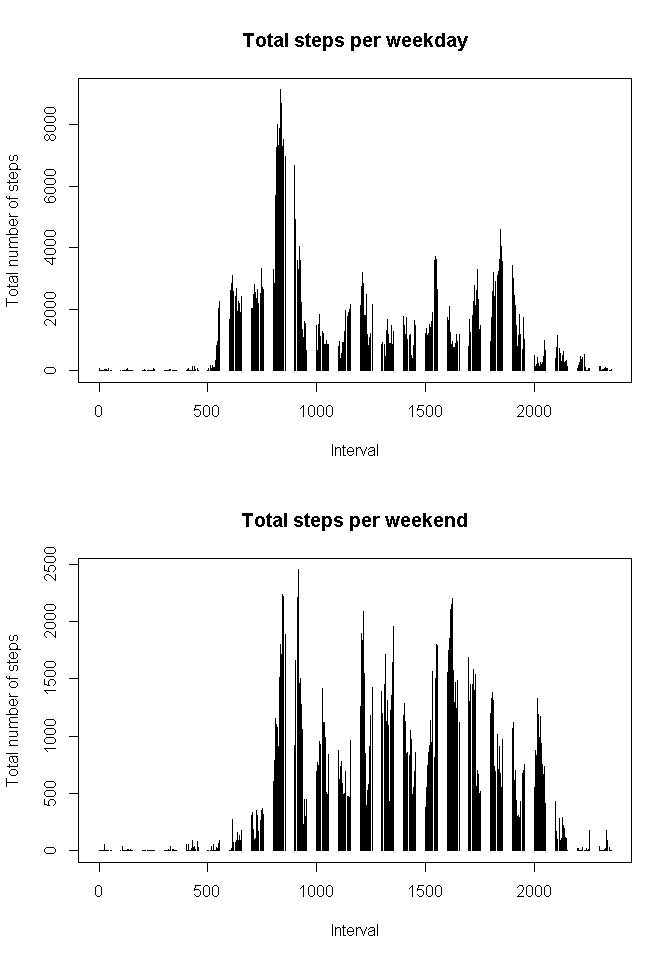 Total steps per weekday
Total number of steps
8000
6000
4000
2000
0
0 500 1000 1500 2000
Interval
Total steps per weekend
Total number of steps
2500
2000
1500
1000
500
0
0 500 1000 1500 2000
Interval